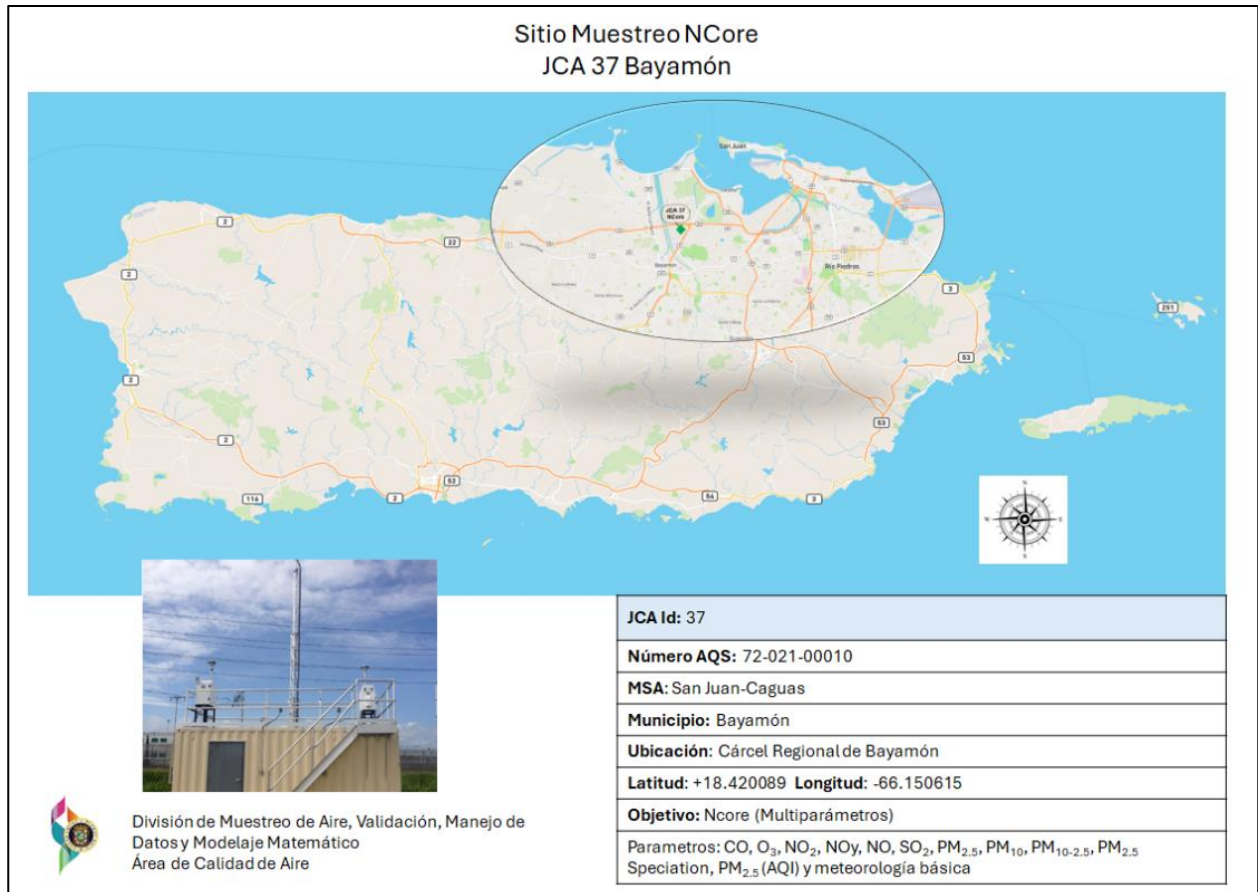 Sitio Muestreo NCore
JCA 37 Bayamón
San Juan
JCA 37
NCore
Bayamón
Río Piedras
2
22
2
3
251
53
2
53
2
52
116
2
54
3
N
W
E
S
JCA Id: 37
Número AQS: 72-021-00010
MSA: San Juan-Caguas
Municipio: Bayamón
Ubicación: Cárcel Regional de Bayamón
Latitud: +18.420089 Longitud: -66.150615
Objetivo: Ncore (Multiparámetros)
Parametros: CO, O₃, NO₂, NOy, NO, SO₂, PM₂.₅, PM₁₀, PM₁₀-₂.₅, PM₂.₅
Speciation, PM₂.₅ (AQI) y meteorología básica
División de Muestreo de Aire, Validación, Manejo de
Datos y Modelaje Matemático
Área de Calidad de Aire